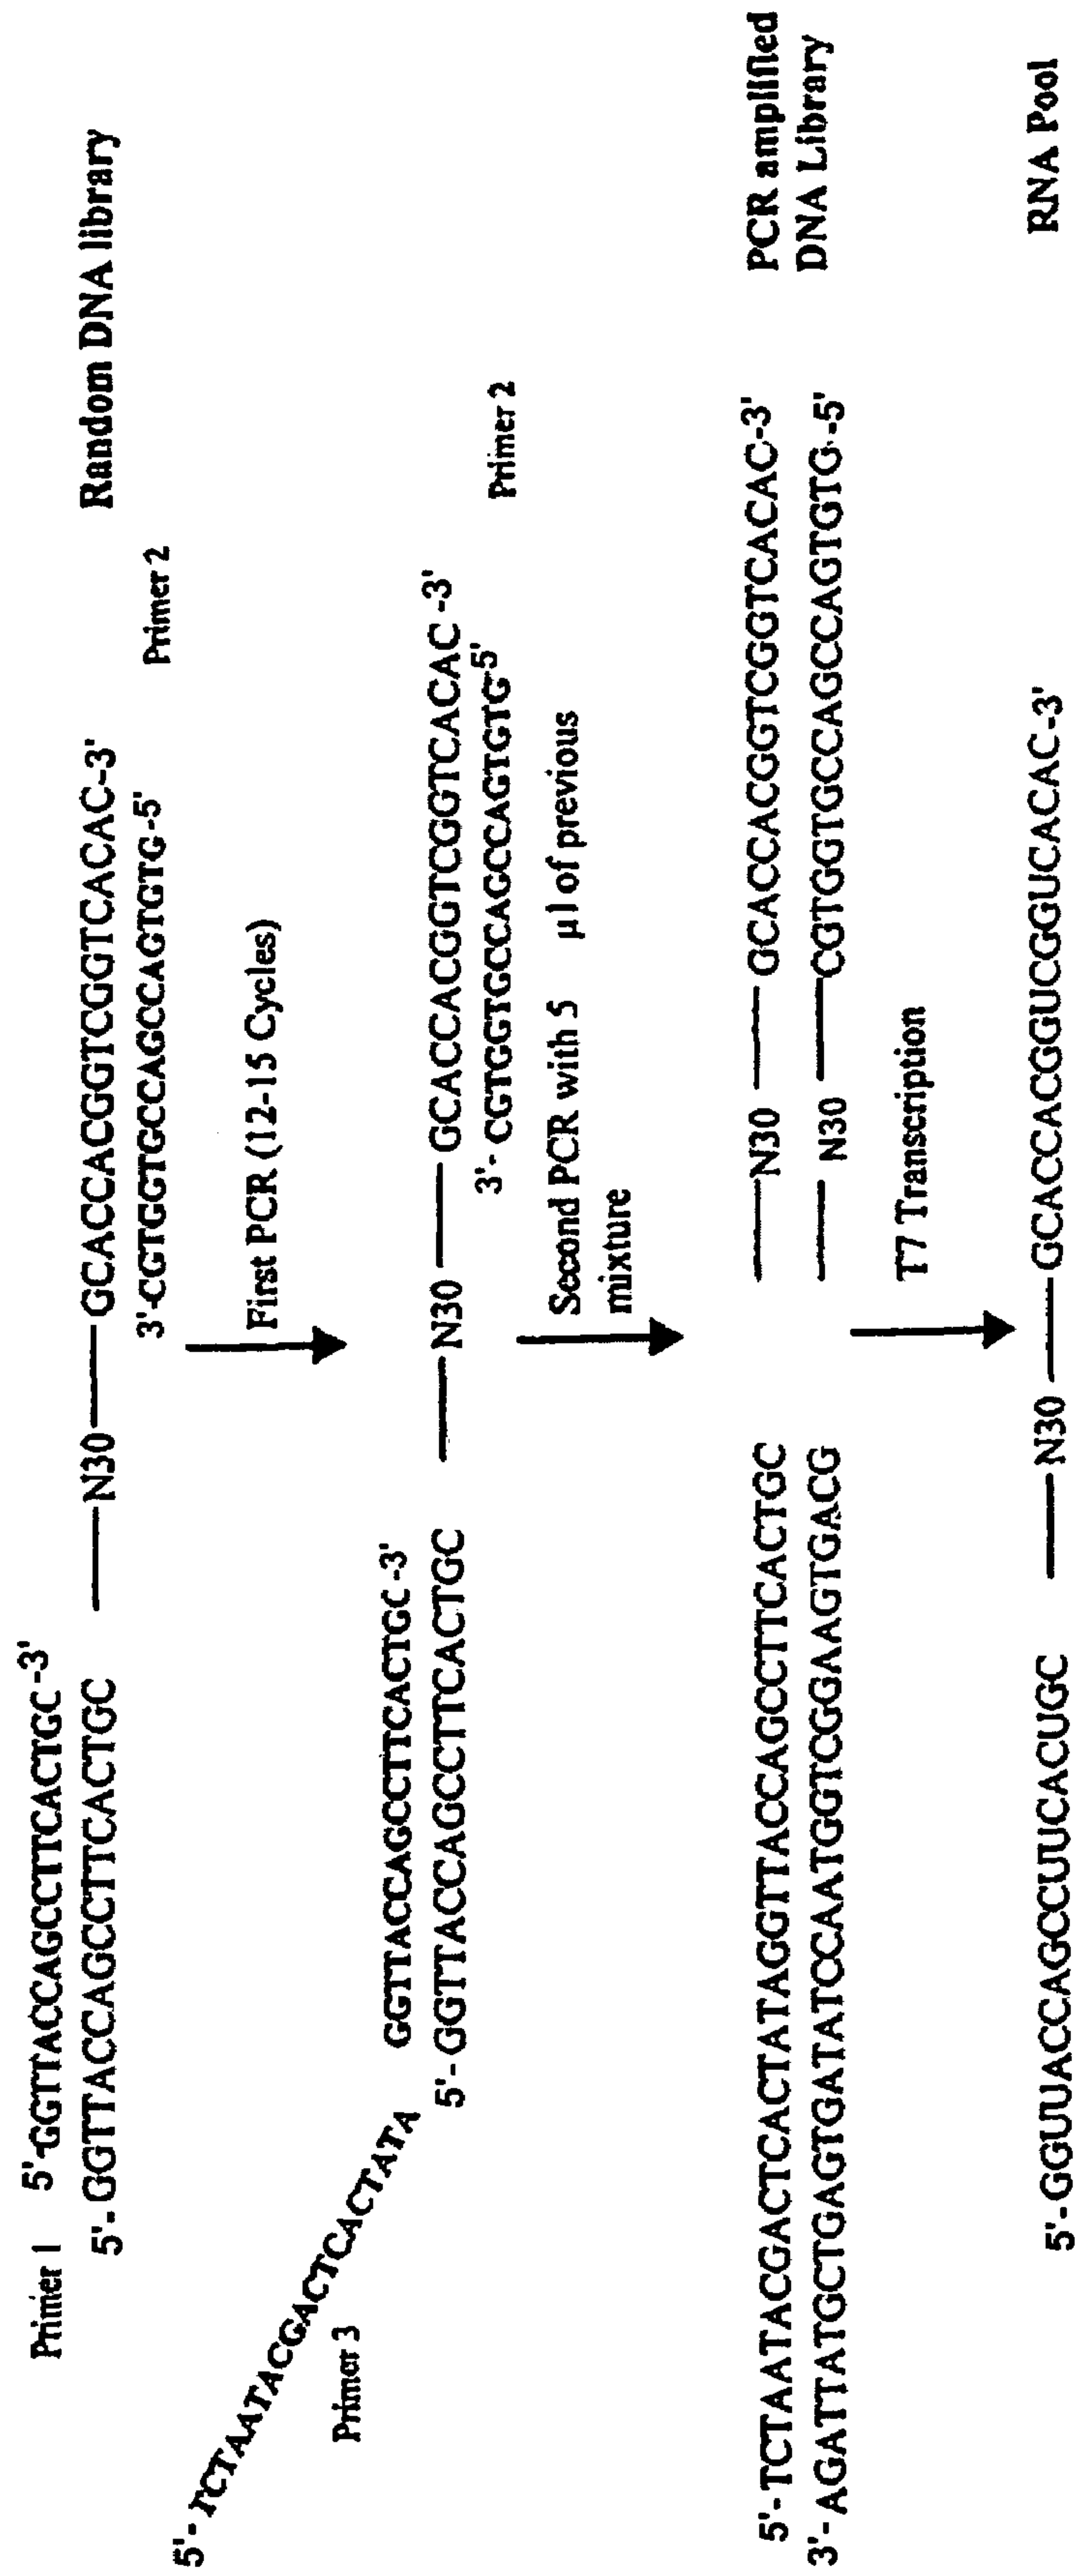 Primer 1 5'-GGTTACCAGCCTTCACTGC-3'
5'-GGTTACCAGCCTTCACTGC —N30— GCACCACGGTCGGTCACAC-3' Random DNA library
3'-CGTGGTGCCAGCCAGTGTG-5' Primer 2
First PCR (12-15 Cycles)
5'-TCTAATACGACTCACTATA GGTTACCAGCCTTCACTGC-3'
Primer 3
5'-GGTTACCAGCCTTCACTGC —N30— GCACCACGGTCGGTCACAC-3'
3'-CGTGGTGCCAGCCAGTGTG-5' Primer 2
Second PCR with 5 µl of previous
mixture
5'-TCTAATACGACTCACTATAGGTTACCAGCCTTCACTGC —N30— GCACCACGGTCGGTCACAC-3' PCR amplified
3'-AGATTATGCTGAGTGATATCCAATGGTCGGAAGTGACG — N30 —CGTGGTGCCAGCCAGTGTG-5' DNA Library
T7 Transcription
5'-GGUUACCAGCCUUCACUGC —N30— GCACCACGGUCGGUCACAC-3' RNA Pool